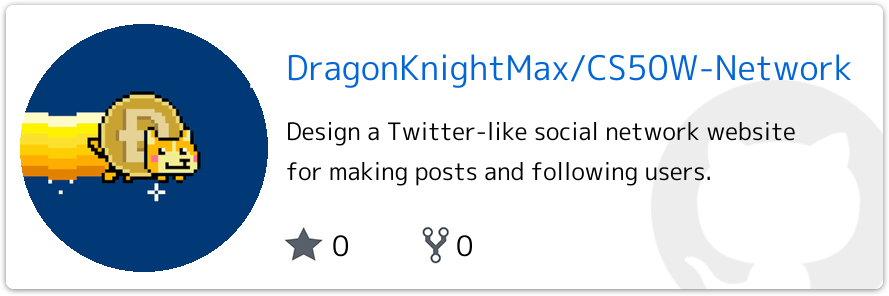 DragonKnightMax/CS50W-Network
Design a Twitter-like social network website
for making posts and following users.
0 0